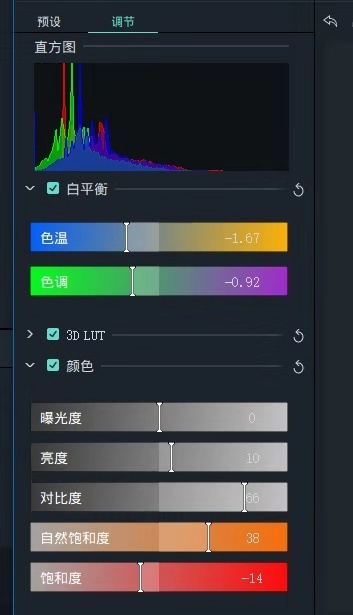 预设 调节
直方图
白平衡
色温 -1.67
色调 -0.92
3D LUT
颜色
曝光度 0
亮度 10
对比度 66
自然饱和度 38
饱和度 -14